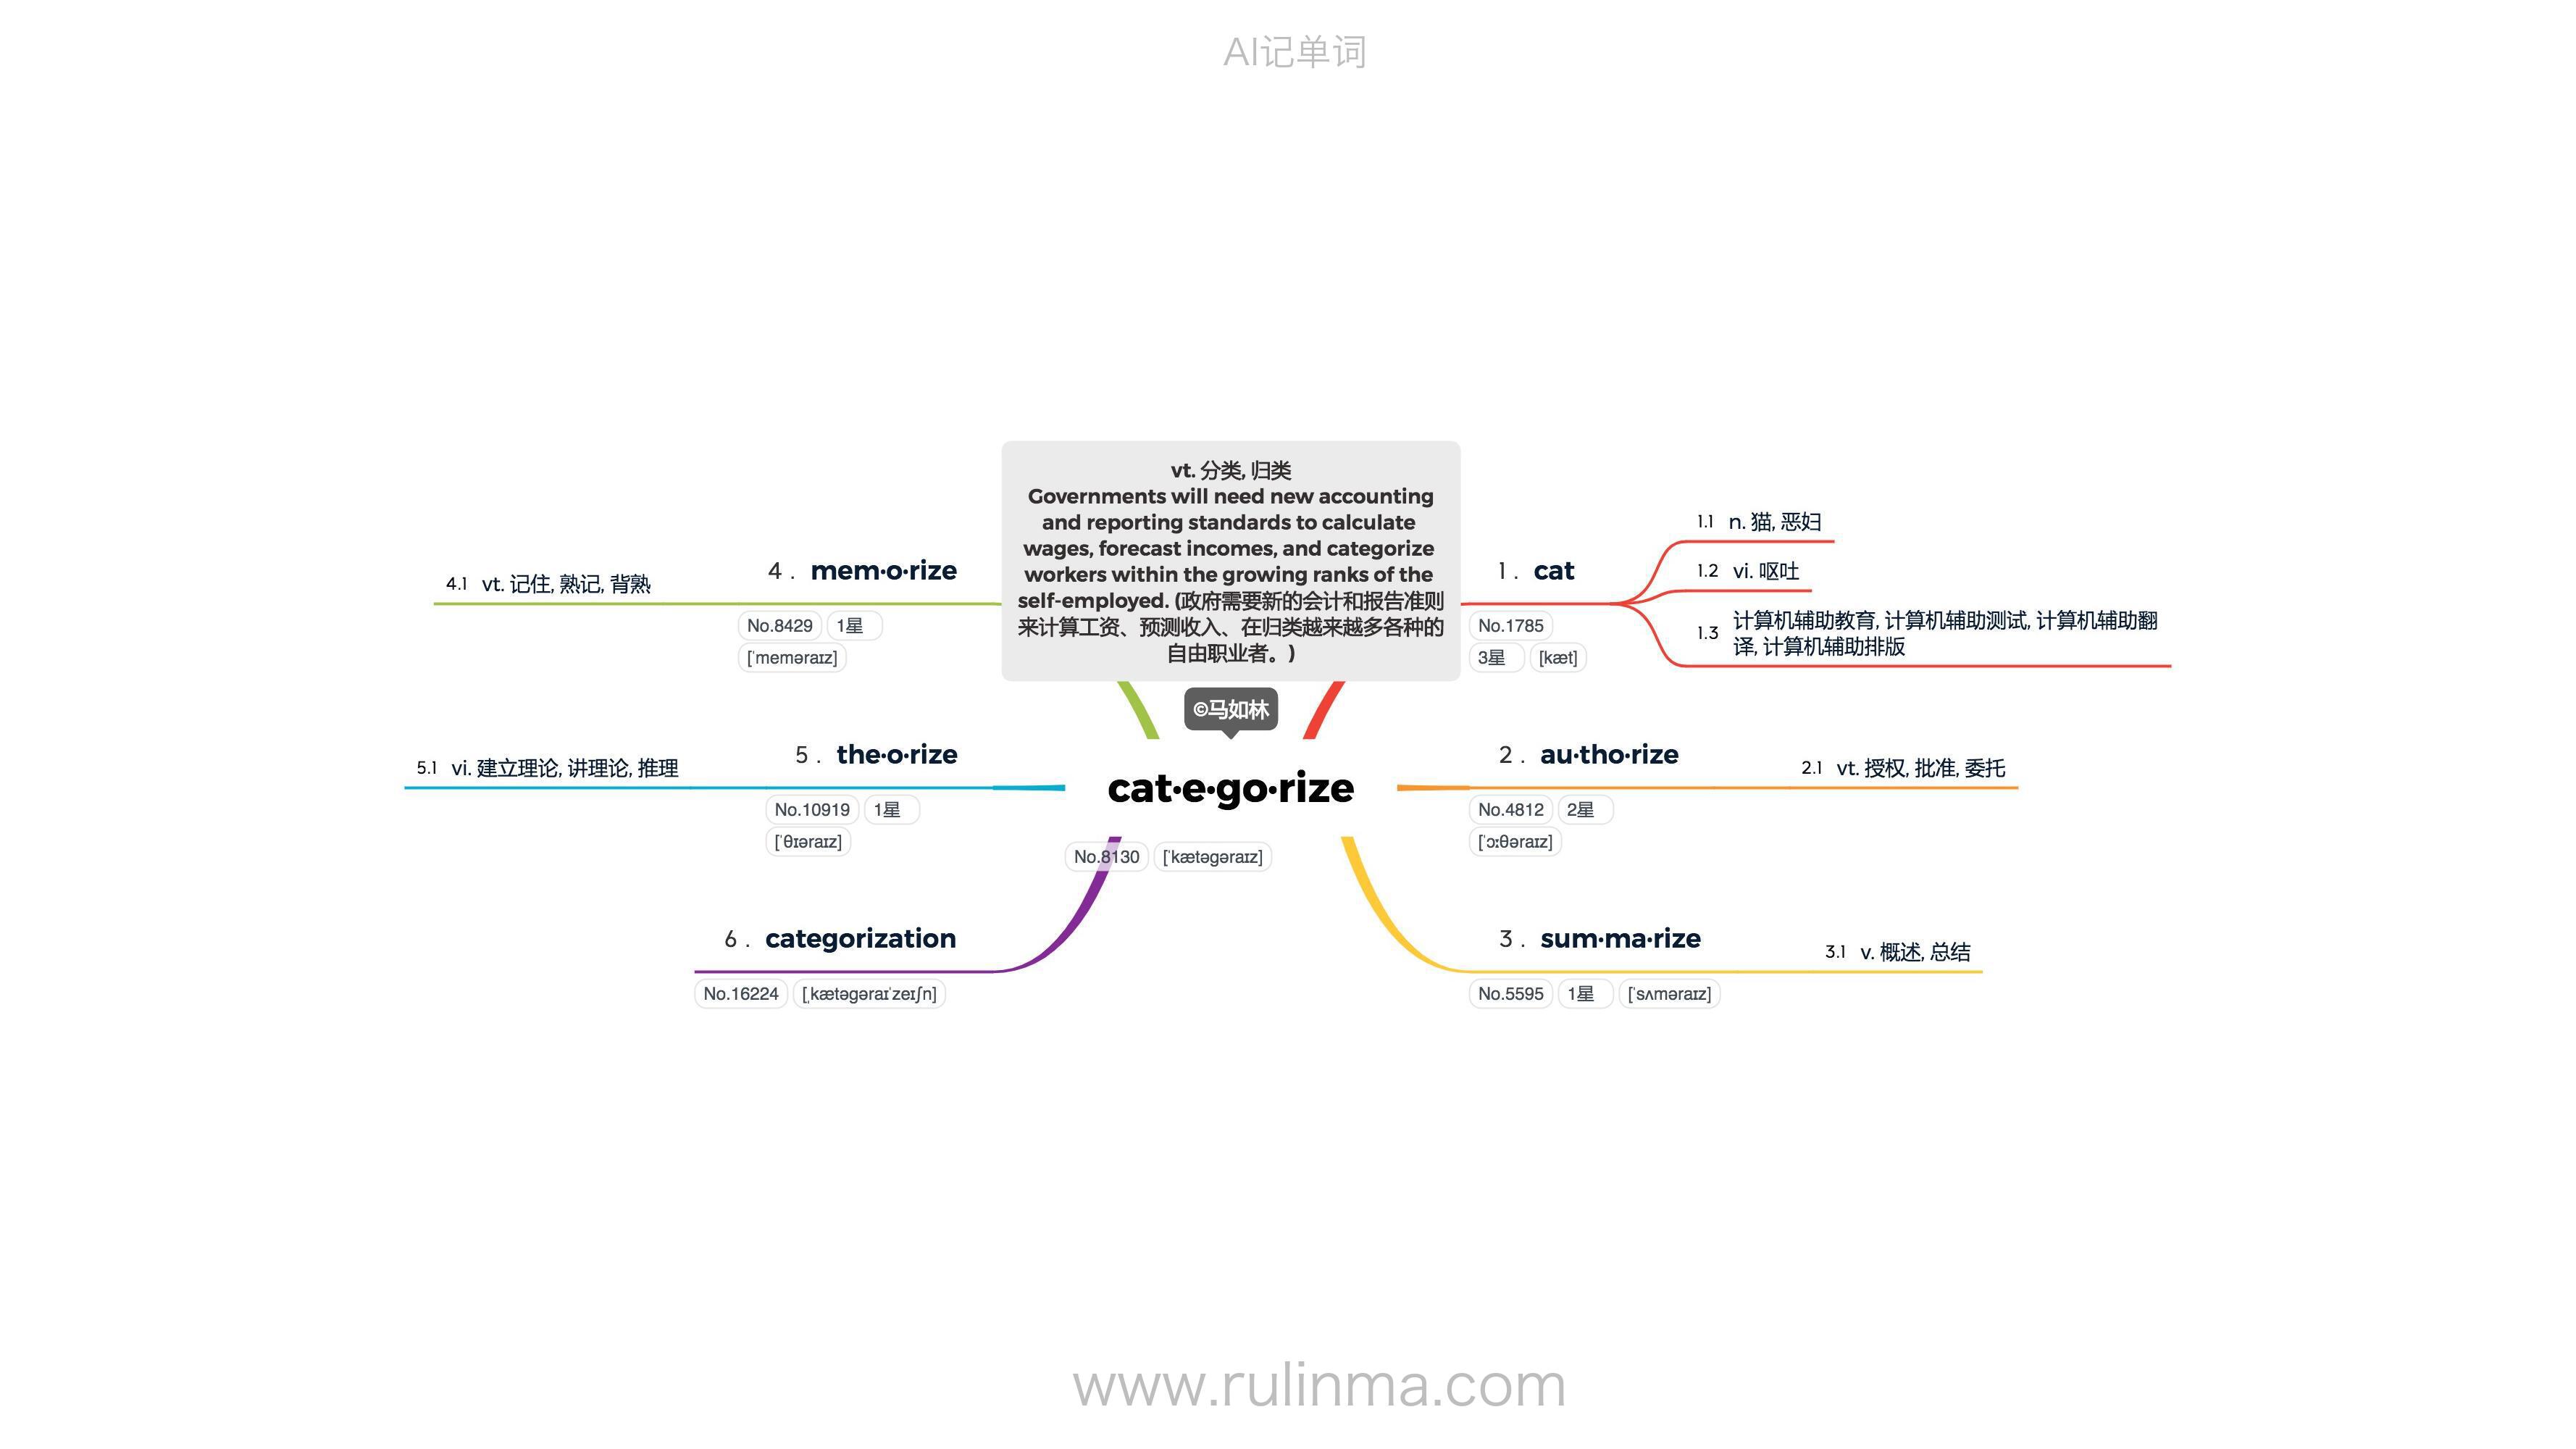 AI记单词
vt. 分类, 归类
Governments will need new accounting
and reporting standards to calculate
wages, forecast incomes, and categorize
workers within the growing ranks of the
self-employed. (政府需要新的会计和报告准则
来计算工资、预测收入、在归类越来越多各种的
自由职业者。)
©马如林
cat·e·go·rize
No.8130 [ˈkætəɡəraɪz]
1 . cat
No.1785
3星 [kæt]
1.1 n. 猫, 恶妇
1.2 vi. 呕吐
1.3 计算机辅助教育, 计算机辅助测试, 计算机辅助翻
译, 计算机辅助排版
2 . au·tho·rize
No.4812 2星
[ˈɔːθəraɪz]
2.1 vt. 授权, 批准, 委托
3 . sum·ma·rize
No.5595 1星 [ˈsʌməraɪz]
3.1 v. 概述, 总结
4 . mem·o·rize
No.8429 1星
[ˈmeməraɪz]
4.1 vt. 记住, 熟记, 背熟
5 . the·o·rize
No.10919 1星
[ˈθɪəraɪz]
5.1 vi. 建立理论, 讲理论, 推理
6 . categorization
No.16224 [ˌkætəɡəraɪˈzeɪʃn]
www.rulinma.com